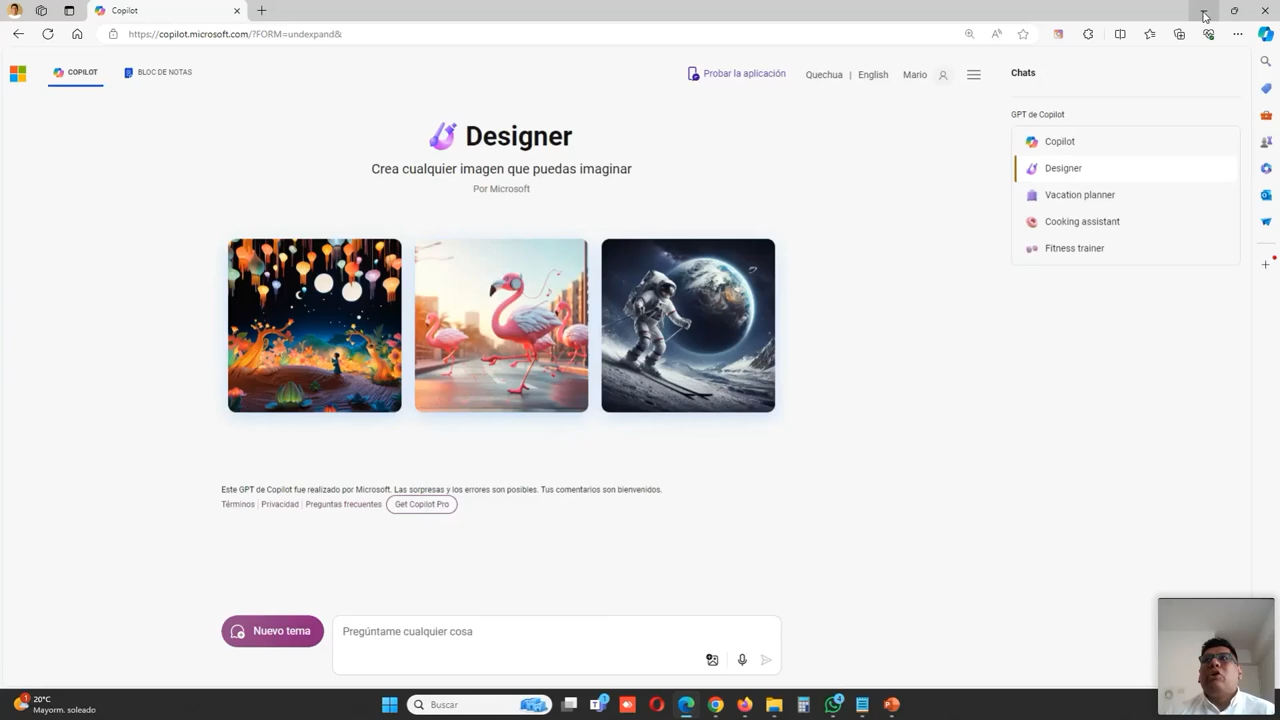 Copilot
https://copilot.microsoft.com/?FORM=undexpand&
COPILOT
BLOC DE NOTAS
Probar la aplicación
Quechua | English
Mario
Chats
GPT de Copilot
Copilot
Designer
Vacation planner
Cooking assistant
Fitness trainer
Designer
Crea cualquier imagen que puedas imaginar
Por Microsoft
Este GPT de Copilot fue realizado por Microsoft. Las sorpresas y los errores son posibles. Tus comentarios son bienvenidos.
Términos | Privacidad | Preguntas frecuentes
Get Copilot Pro
Nuevo tema
Pregúntame cualquier cosa
1
20°C
Mayorm. soleado
Buscar
1
4